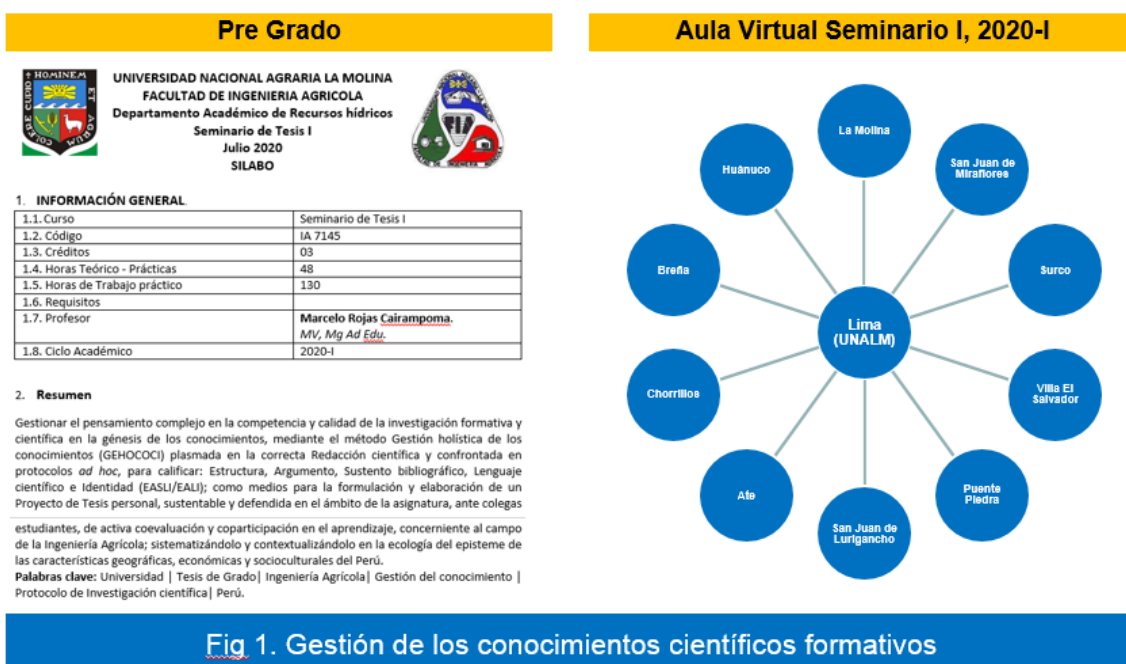 Pre Grado
UNIVERSIDAD NACIONAL AGRARIA LA MOLINA
FACULTAD DE INGENIERIA AGRICOLA
Departamento Académico de Recursos hídricos
Seminario de Tesis I
Julio 2020
SILABO
1. INFORMACIÓN GENERAL
1.1. Curso Seminario de Tesis I
1.2. Código IA 7145
1.3. Créditos 03
1.4. Horas Teórico - Prácticas 48
1.5. Horas de Trabajo práctico 130
1.6. Requisitos
1.7. Profesor Marcelo Rojas Cairampoma.
MV, Mg Ad Edu.
1.8. Ciclo Académico 2020-I
2. Resumen
Gestionar el pensamiento complejo en la competencia y calidad de la investigación formativa y
científica en la génesis de los conocimientos, mediante el método Gestión holística de los
conocimientos (GEHOCOCI) plasmada en la correcta Redacción científica y confrontada en
protocolos ad hoc, para calificar: Estructura, Argumento, Sustento bibliográfico, Lenguaje
científico e Identidad (EASLI/EALI); como medios para la formulación y elaboración de un
Proyecto de Tesis personal, sustentable y defendida en el ámbito de la asignatura, ante colegas
estudiantes, de activa coevaluación y coparticipación en el aprendizaje, concerniente al campo
de la Ingeniería Agrícola; sistematizándolo y contextualizándolo en la ecología del episteme de
las características geográficas, económicas y socioculturales del Perú.
Palabras clave: Universidad | Tesis de Grado| Ingeniería Agrícola| Gestión del conocimiento |
Protocolo de Investigación científica| Perú.
Aula Virtual Seminario I, 2020-I
La Molina
San Juan de
Miraflores
Surco
Villa El
Salvador
Puente
Piedra
San Juan de
Lurigancho
Ate
Chorrillos
Breña
Huánuco
Lima
(UNALM)
Fig 1. Gestión de los conocimientos científicos formativos